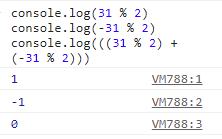 console.log(31 % 2)
console.log(-31 % 2)
console.log(((31 % 2) +
(-31 % 2)))
1 VM788:1
-1 VM788:2
0 VM788:3